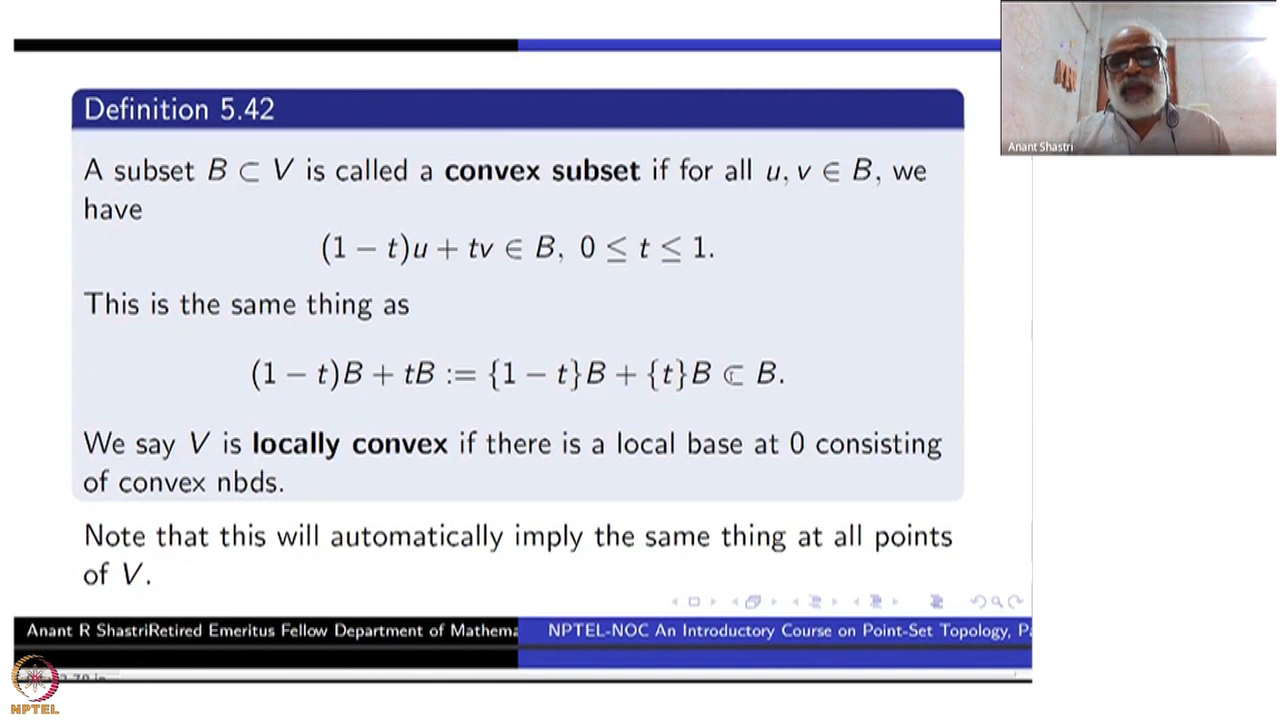 Anant Shastri
Definition 5.42
A subset B ⊂ V is called a convex subset if for all u, v ∈ B, we
have
(1 − t)u + tv ∈ B, 0 ≤ t ≤ 1.
This is the same thing as
(1 − t)B + tB := {1 − t}B + {t}B ⊂ B.
We say V is locally convex if there is a local base at 0 consisting
of convex nbds.
Note that this will automatically imply the same thing at all points
of V.
Anant R ShastriRetired Emeritus Fellow Department of Mathema
NPTEL-NOC An Introductory Course on Point-Set Topology, Pa
NPTEL